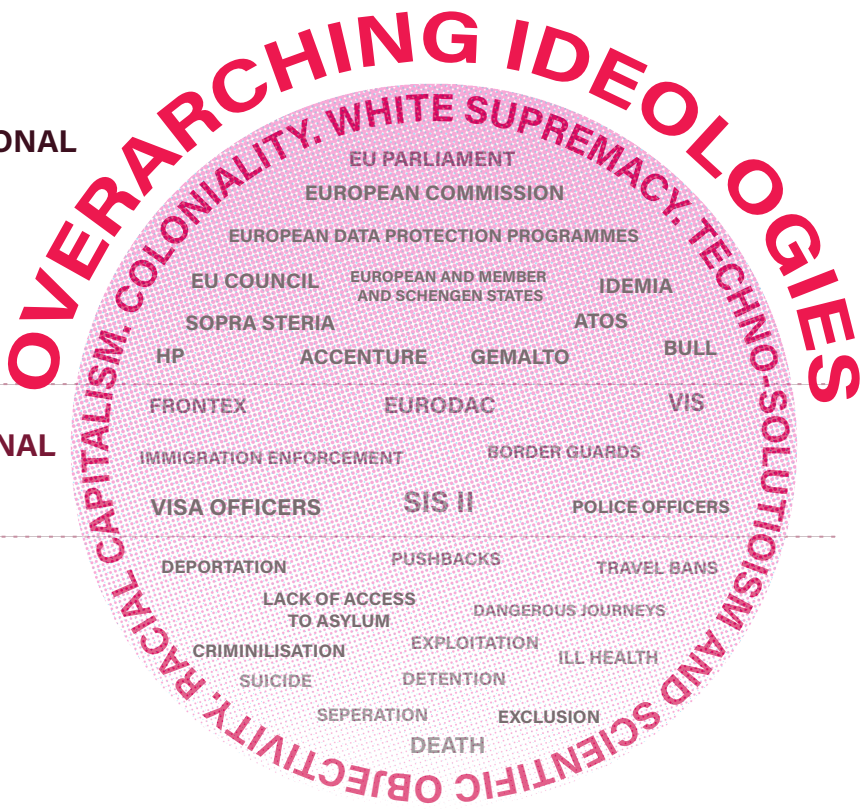 OVERARCHING IDEOLOGIES
RACIAL CAPITALISM. COLONIALITY. WHITE SUPREMACY. TECHNO-SOLUTIOISM AND SCIENTIFIC OBJECTIVITY.
ONAL
EU PARLIAMENT
EUROPEAN COMMISSION
EUROPEAN DATA PROTECTION PROGRAMMES
EU COUNCIL
EUROPEAN AND MEMBER
AND SCHENGEN STATES
IDEMIA
SOPRA STERIA
ATOS
HP
ACCENTURE
GEMALTO
BULL
FRONTEX
EURODAC
VIS
NAL
IMMIGRATION ENFORCEMENT
BORDER GUARDS
VISA OFFICERS
SIS II
POLICE OFFICERS
DEPORTATION
PUSHBACKS
TRAVEL BANS
LACK OF ACCESS
TO ASYLUM
DANGEROUS JOURNEYS
CRIMINILISATION
EXPLOITATION
ILL HEALTH
SUICIDE
DETENTION
SEPERATION
EXCLUSION
DEATH